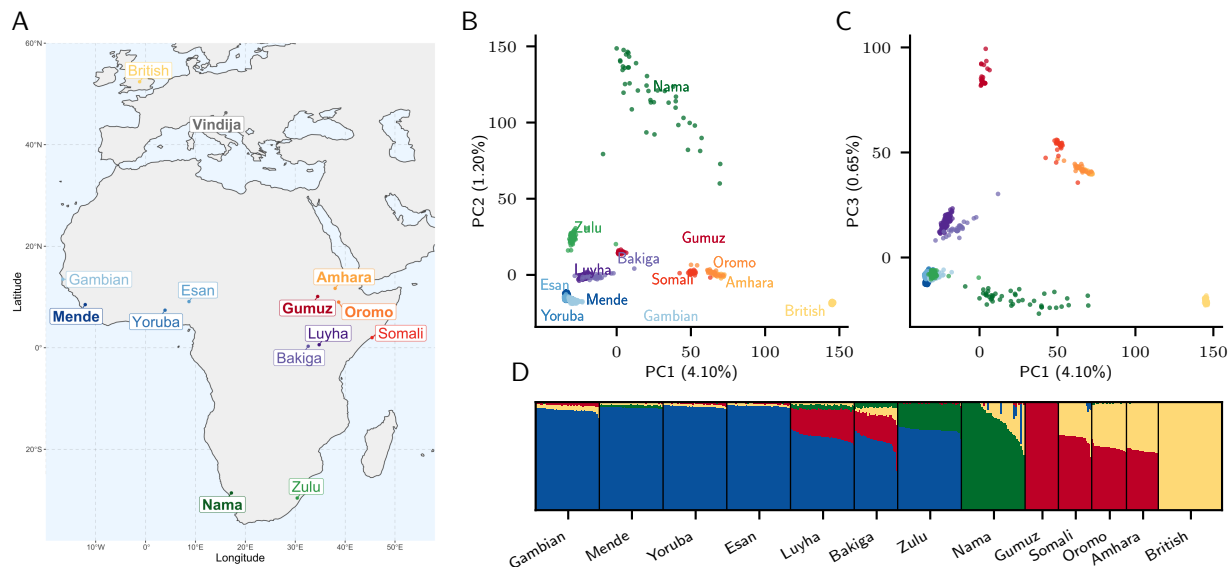 A
60°N
40°N
20°N
0°
20°S
Latitude
10°W
0°
10°E
20°E
30°E
40°E
50°E
Longitude
British
Vindija
Gambian
Mende
Esan
Yoruba
Amhara
Gumuz
Oromo
Luyha
Somali
Bakiga
Zulu
Nama
B
PC2 (1.20%)
150
100
50
0
0
50
100
150
PC1 (4.10%)
Nama
Zulu
Gumuz
Bakiga
Luyha
Oromo
Somali
Amhara
Esan
Mende
Yoruba
Gambian
British
C
PC3 (0.65%)
100
50
0
0
50
100
150
PC1 (4.10%)
D
Gambian
Mende
Yoruba
Esan
Luyha
Bakiga
Zulu
Nama
Gumuz
Somali
Oromo
Amhara
British